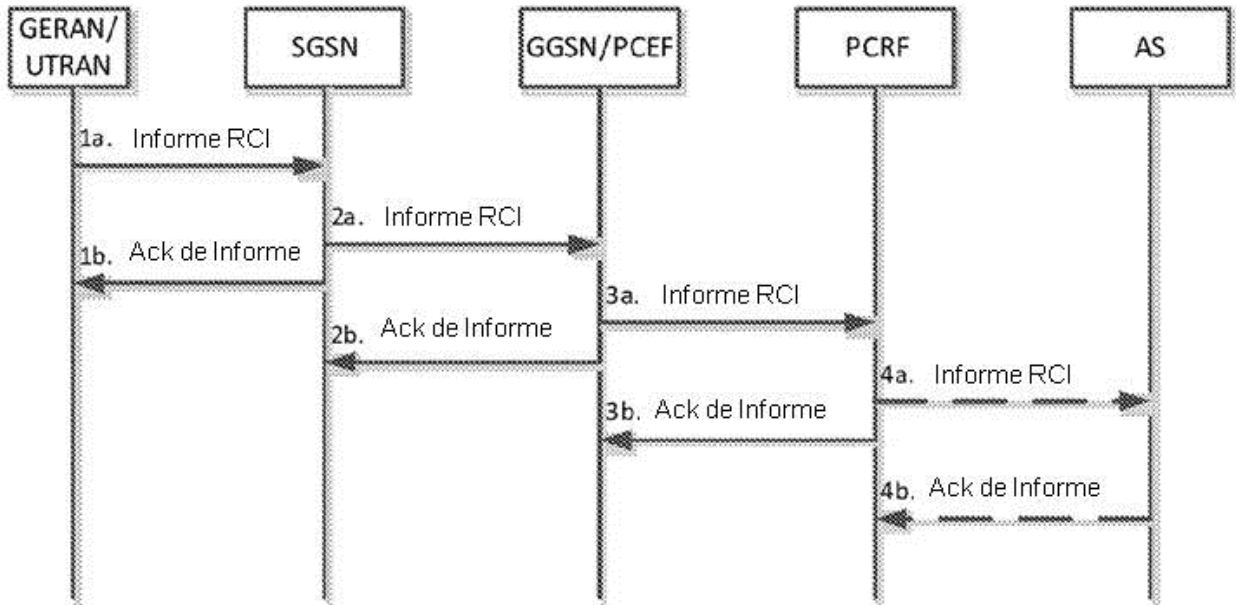 GERAN/
UTRAN
SGSN
GGSN/PCEF
PCRF
AS
1a. Informe RCI
2a. Informe RCI
1b. Ack de Informe
3a. Informe RCI
2b. Ack de Informe
4a. Informe RCI
3b. Ack de Informe
4b. Ack de Informe